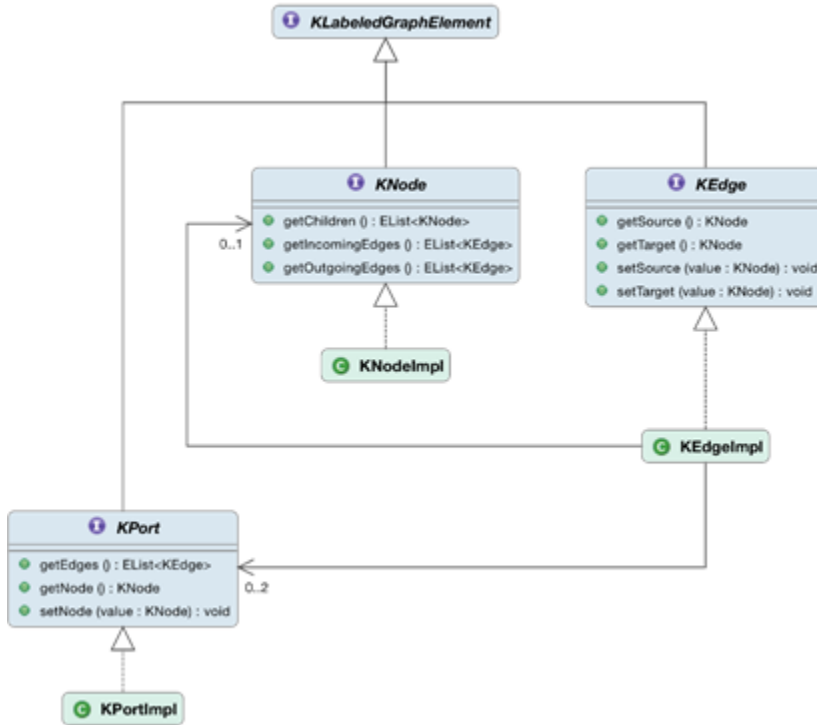 KLabeledGraphElement
KNode
getChildren () : EList<KNode>
getIncomingEdges () : EList<KEdge>
getOutgoingEdges () : EList<KEdge>
KEdge
getSource () : KNode
getTarget () : KNode
setSource (value : KNode) : void
setTarget (value : KNode) : void
0..1
KNodeImpl
KEdgeImpl
KPort
getEdges () : EList<KEdge>
getNode () : KNode
setNode (value : KNode) : void
0..2
KPortImpl